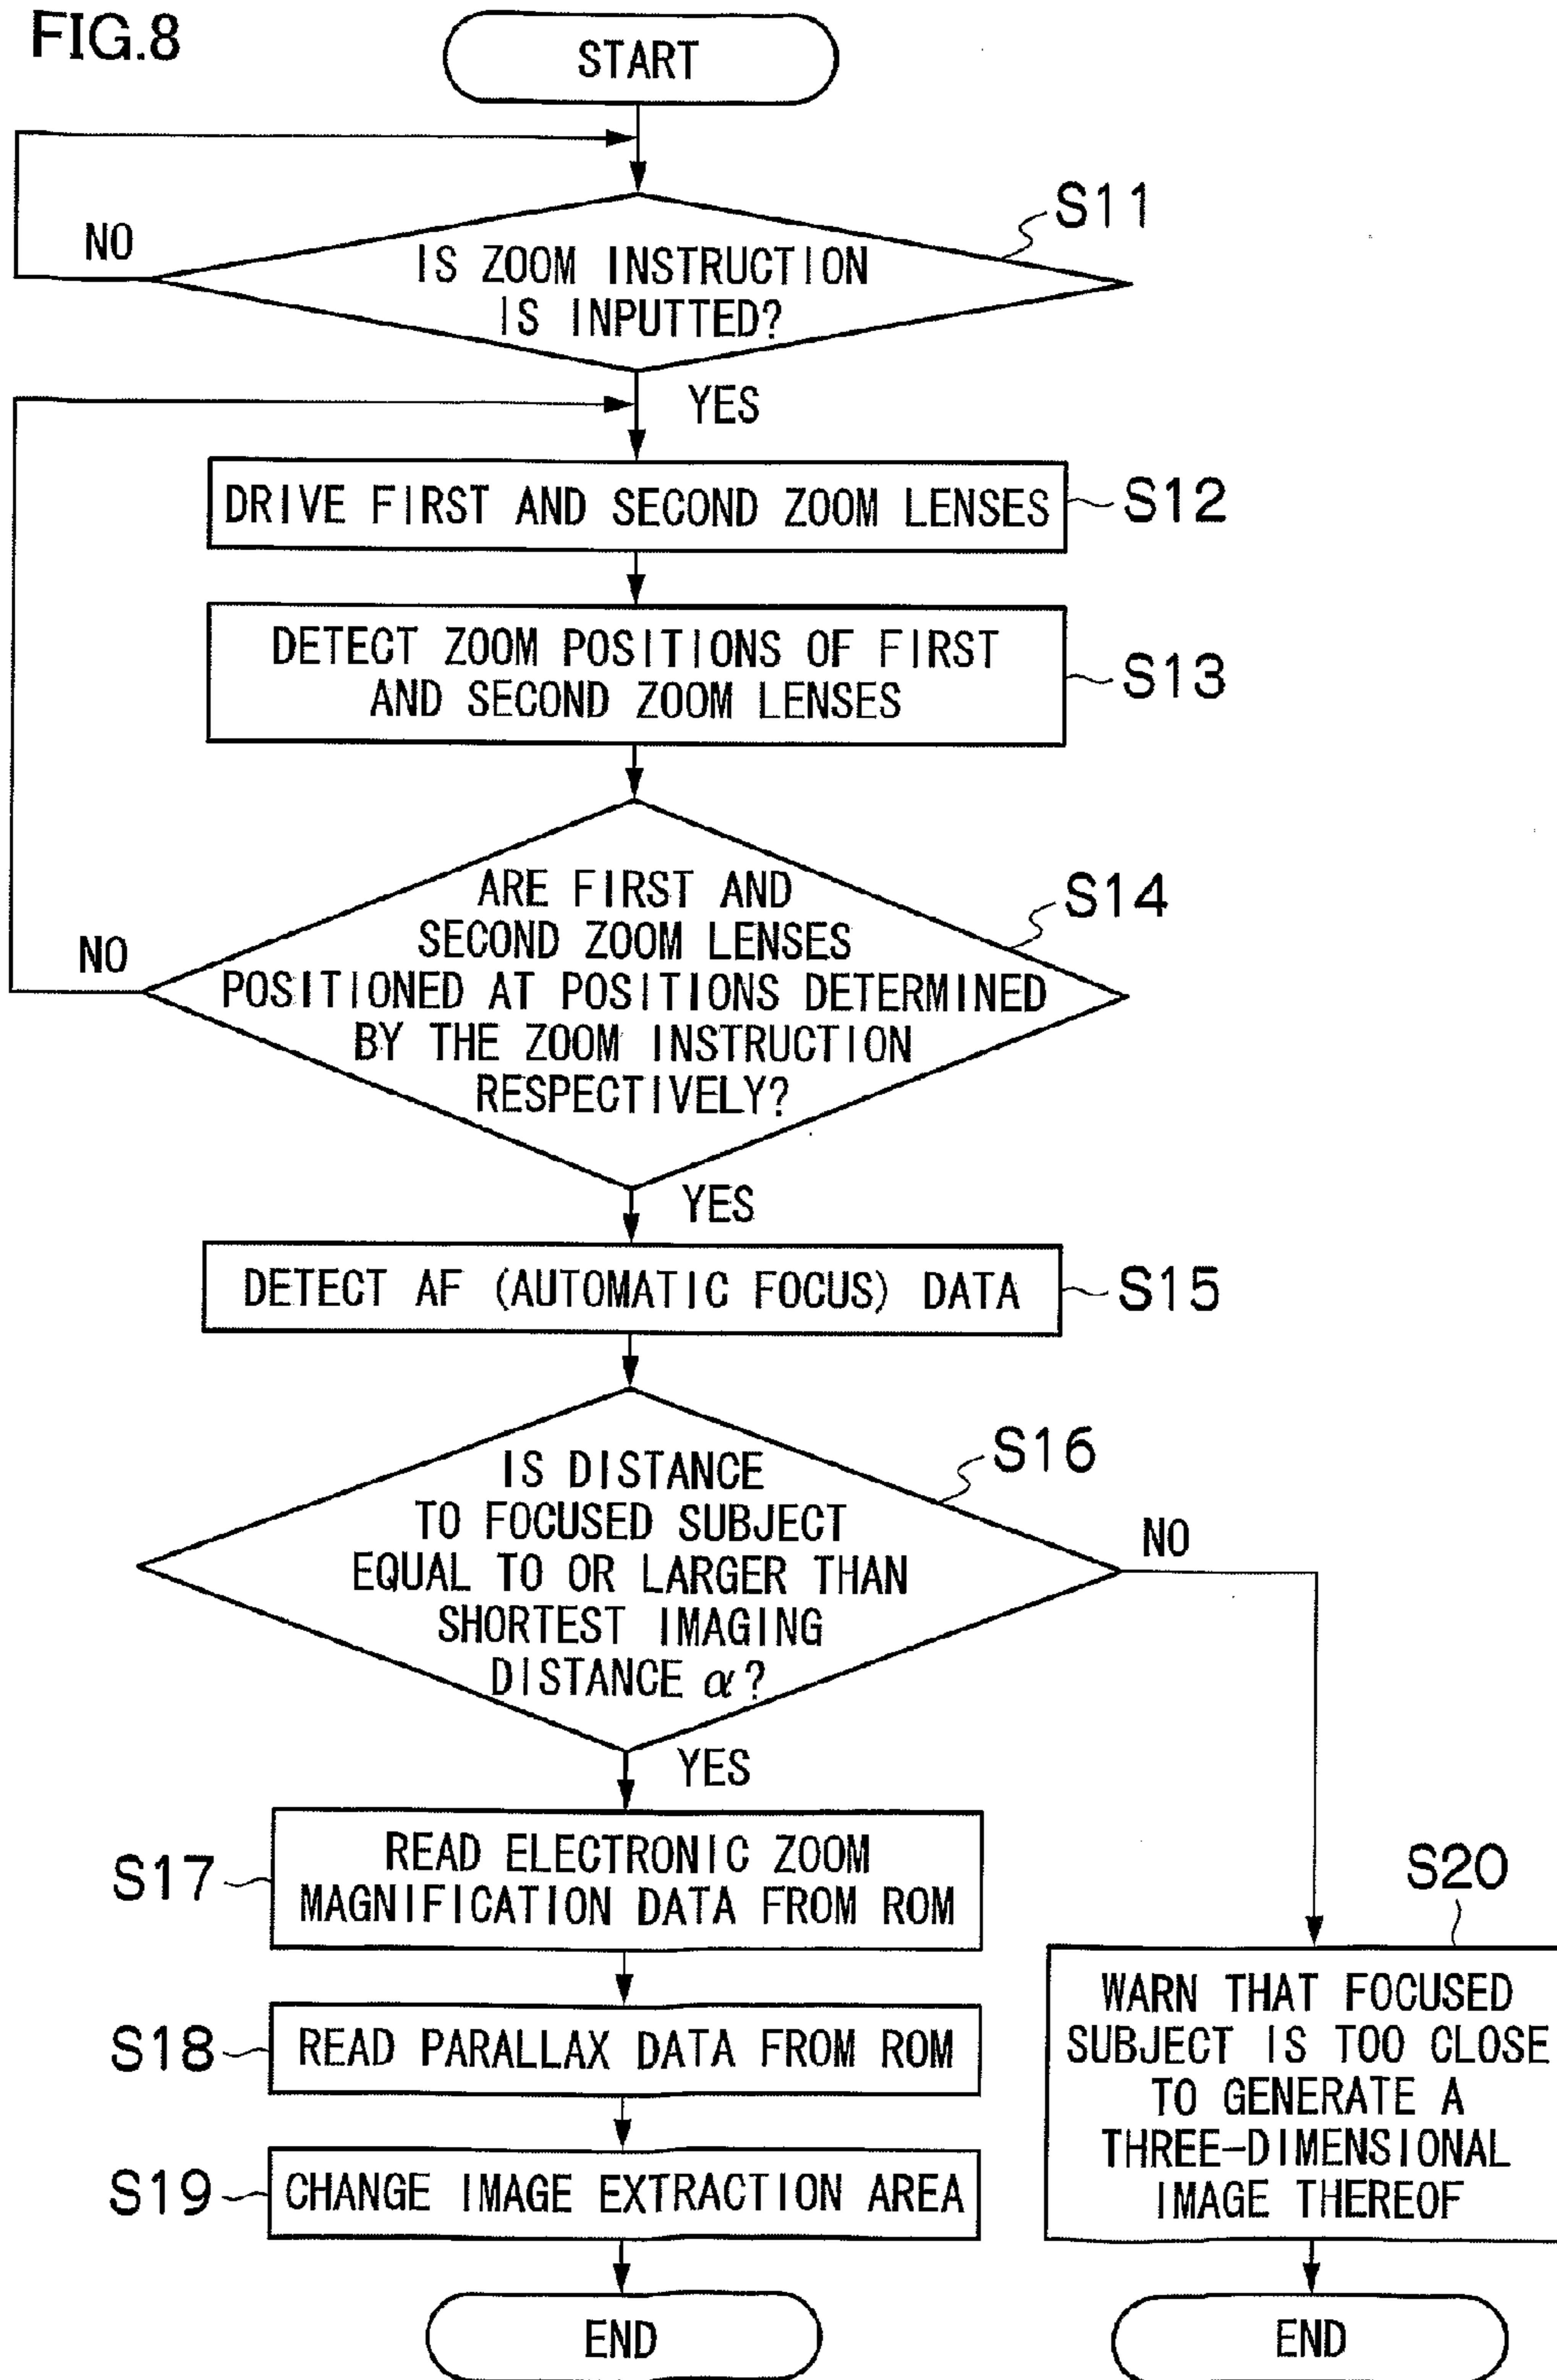 FIG.8
START
NO
S11
IS ZOOM INSTRUCTION
IS INPUTTED?
YES
DRIVE FIRST AND SECOND ZOOM LENSES
S12
DETECT ZOOM POSITIONS OF FIRST
AND SECOND ZOOM LENSES
S13
ARE FIRST AND
SECOND ZOOM LENSES
POSITIONED AT POSITIONS DETERMINED
BY THE ZOOM INSTRUCTION
RESPECTIVELY?
S14
NO
YES
DETECT AF (AUTOMATIC FOCUS) DATA
S15
IS DISTANCE
TO FOCUSED SUBJECT
EQUAL TO OR LARGER THAN
SHORTEST IMAGING
DISTANCE α?
S16
NO
YES
S17
READ ELECTRONIC ZOOM
MAGNIFICATION DATA FROM ROM
S18
READ PARALLAX DATA FROM ROM
S19
CHANGE IMAGE EXTRACTION AREA
END
S20
WARN THAT FOCUSED
SUBJECT IS TOO CLOSE
TO GENERATE A
THREE-DIMENSIONAL
IMAGE THEREOF
END